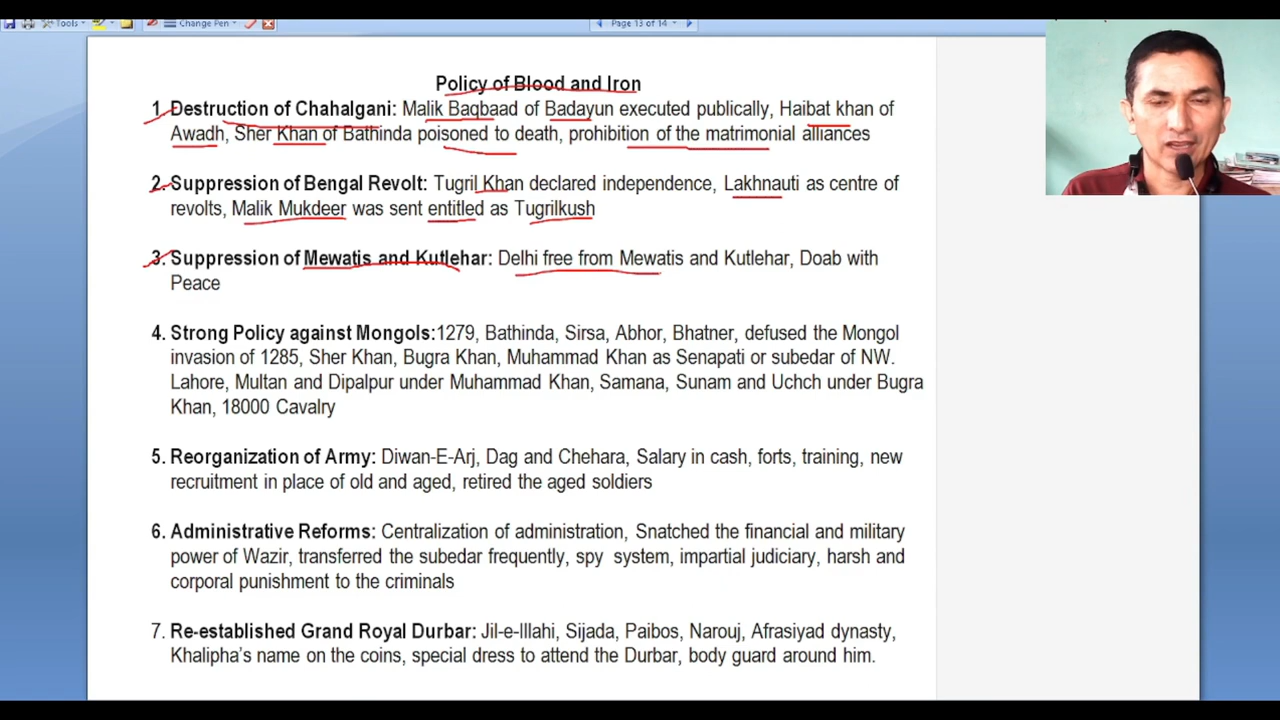 Tools
Change Pen
Page 13 of 14
Policy of Blood and Iron
1. Destruction of Chahalgani: Malik Baqbaad of Badayun executed publically, Haibat khan of
Awadh, Sher Khan of Bathinda poisoned to death, prohibition of the matrimonial alliances
2. Suppression of Bengal Revolt: Tugril Khan declared independence, Lakhnauti as centre of
revolts, Malik Mukdeer was sent entitled as Tugrilkush
3. Suppression of Mewatis and Kutlehar: Delhi free from Mewatis and Kutlehar, Doab with
Peace
4. Strong Policy against Mongols:1279, Bathinda, Sirsa, Abhor, Bhatner, defused the Mongol
invasion of 1285, Sher Khan, Bugra Khan, Muhammad Khan as Senapati or subedar of NW.
Lahore, Multan and Dipalpur under Muhammad Khan, Samana, Sunam and Uchch under Bugra
Khan, 18000 Cavalry
5. Reorganization of Army: Diwan-E-Arj, Dag and Chehara, Salary in cash, forts, training, new
recruitment in place of old and aged, retired the aged soldiers
6. Administrative Reforms: Centralization of administration, Snatched the financial and military
power of Wazir, transferred the subedar frequently, spy system, impartial judiciary, harsh and
corporal punishment to the criminals
7. Re-established Grand Royal Durbar: Jil-e-Illahi, Sijada, Paibos, Narouj, Afrasiyad dynasty,
Khalipha's name on the coins, special dress to attend the Durbar, body guard around him.